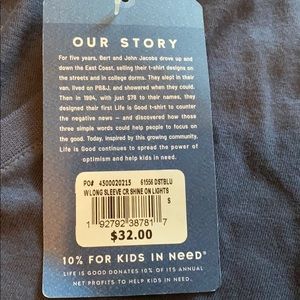 OUR STORY
For five years, Bert and John Jacobs drove up and
down the East Coast, selling their t-shirt designs on
the streets and in college dorms. They slept in their
van, lived on PB&J, and showered when they could.
Then in 1994, with just $78 to their names, they
designed their first Life is Good t-shirt to counter
the negative news – and discovered how those
three simple words could help people to focus on
the good. Today, inspired by this growing community,
Life is Good continues to spread the power of
optimism and help kids in need.
PO# 4500020215 61556 DSTBLU
W LONG SLEEVE CR SHINE ON LIGHTS
S
1 92792 38781 7
$32.00
10% FOR KIDS IN NeeD®
LIFE IS GOOD DONATES 10% OF ITS ANNUAL
NET PROFITS TO HELP KIDS IN NEED.